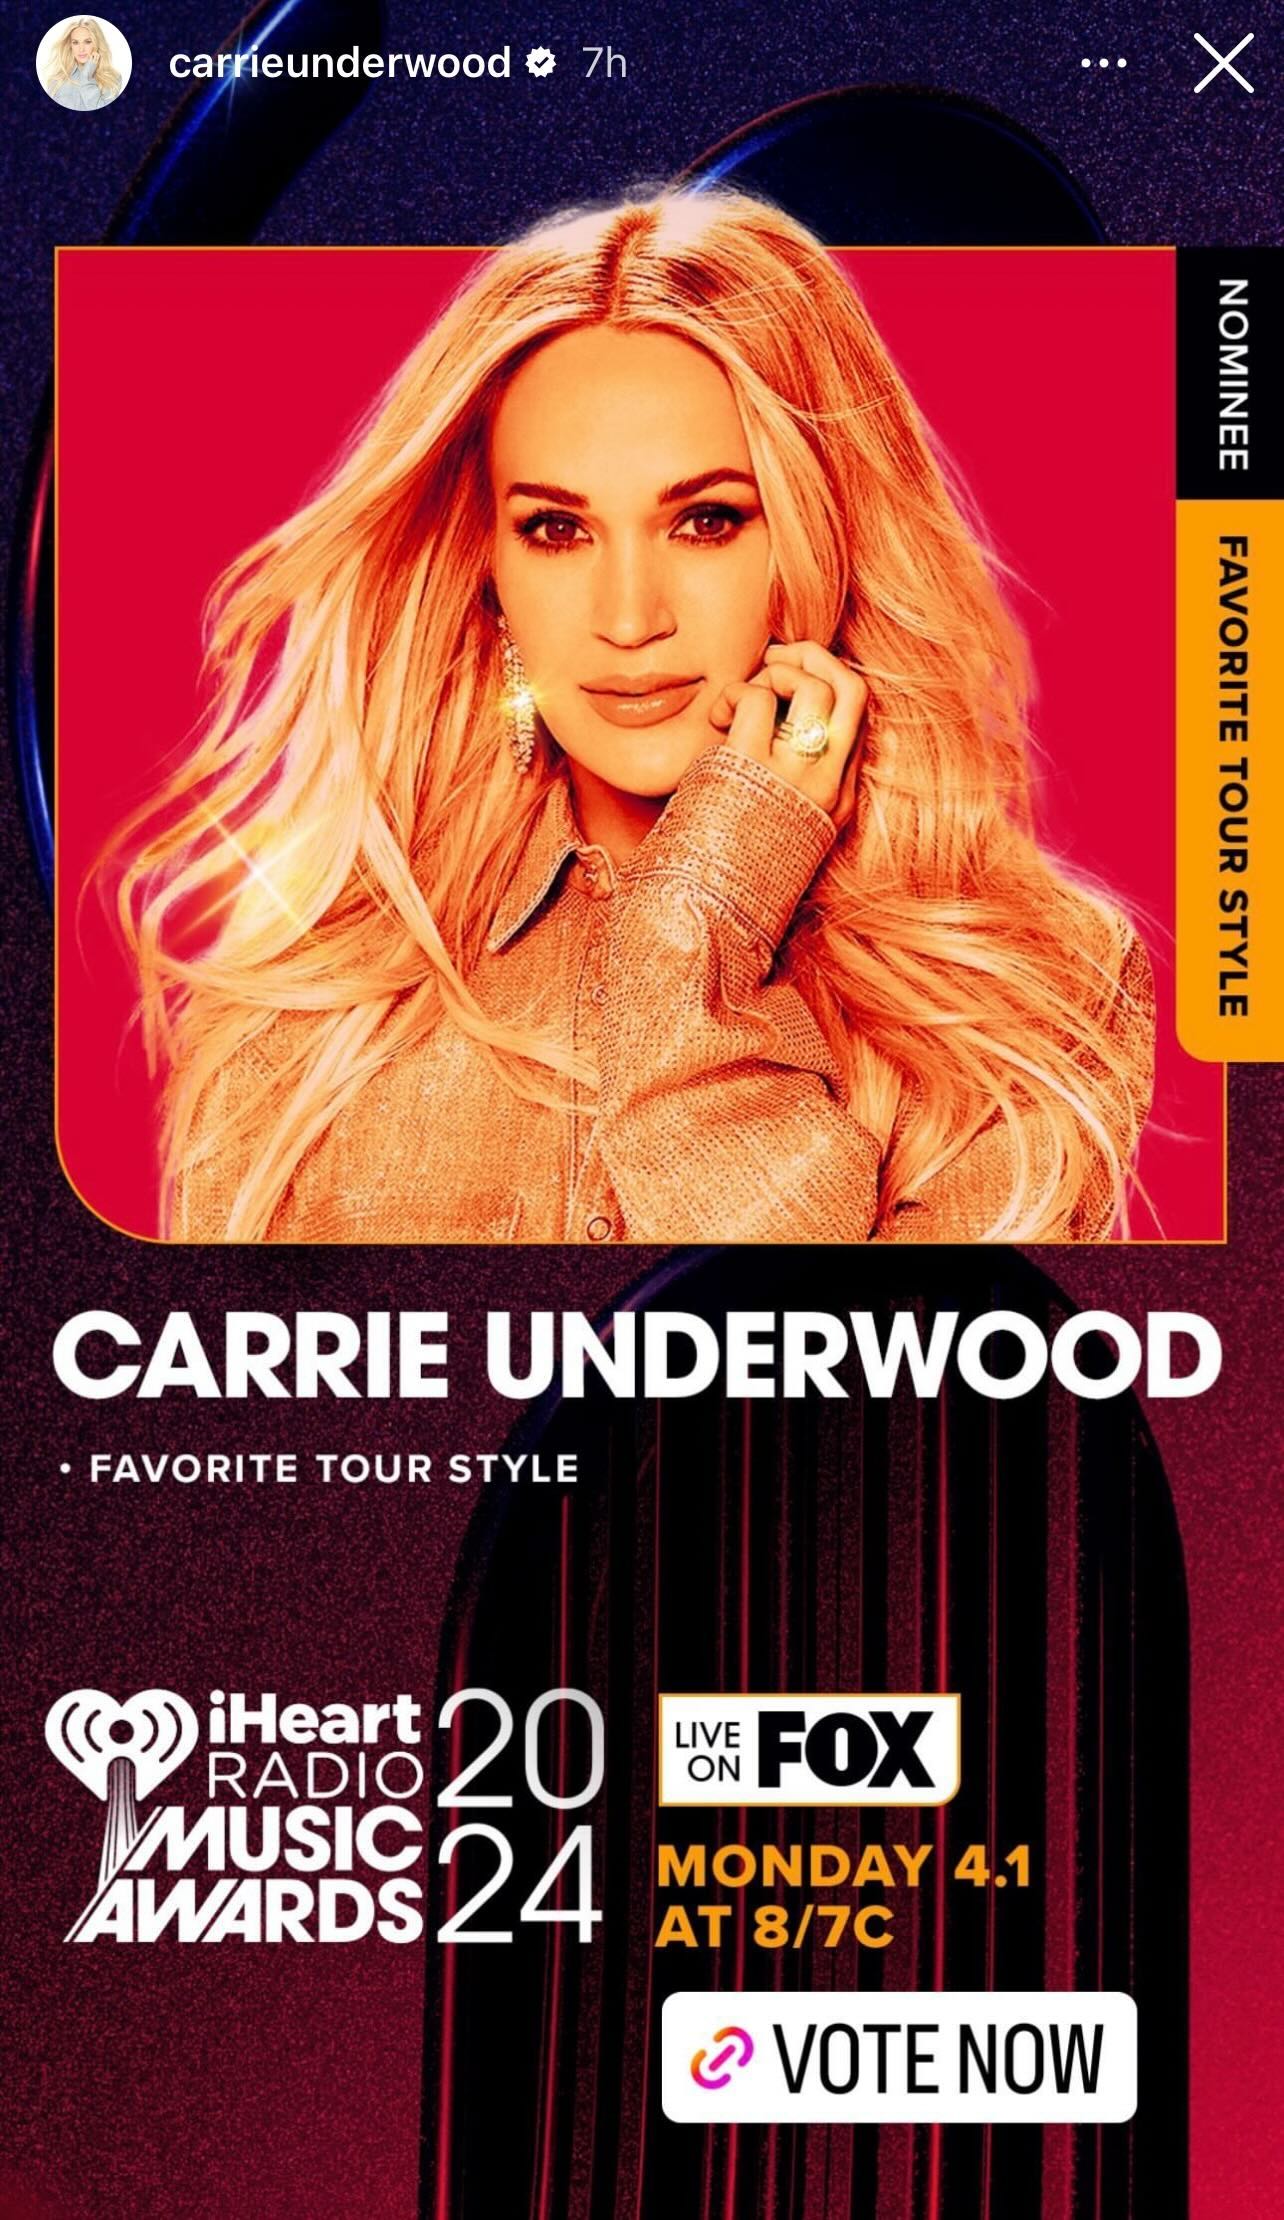 carrieunderwood 7h
NOMINEE
FAVORITE TOUR STYLE
CARRIE UNDERWOOD
• FAVORITE TOUR STYLE
iHeart
RADIO
MUSIC
AWARDS
20
24
LIVE
ON
FOX
MONDAY 4.1
AT 8/7C
VOTE NOW